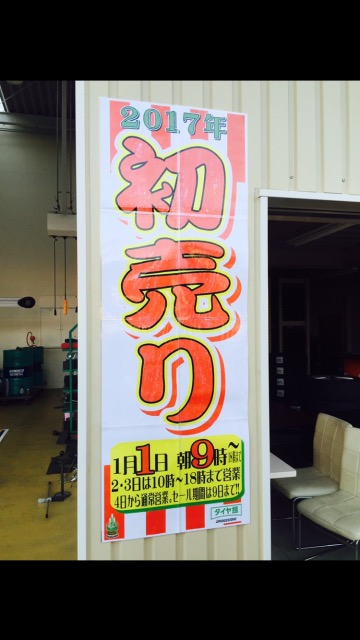 2017年
初売り
1月1日 朝9時~
2・3日は10時~18時まで営業
4日から通常営業。セール期間は9日まで!!
タイヤ館
BRIDGESTONE